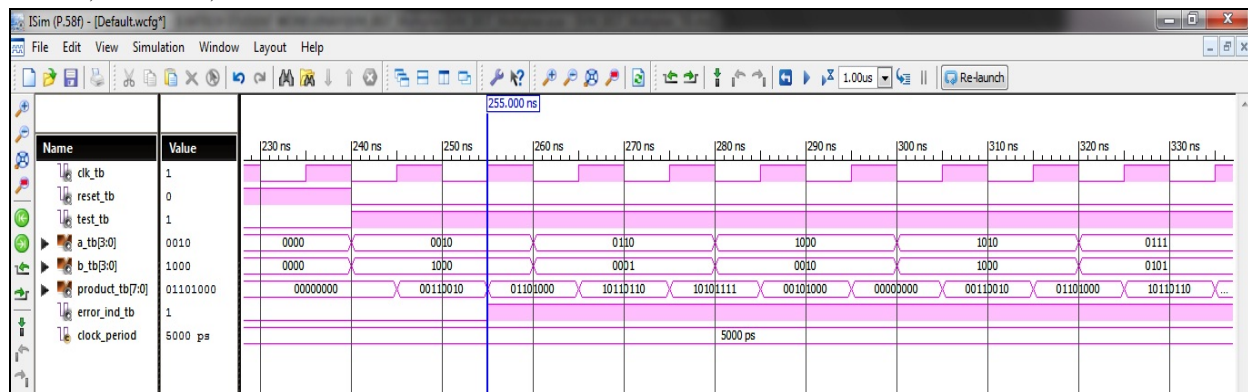 ISim (P.58f) - [Default.wcfg*]
File Edit View Simulation Window Layout Help
1.00us Re-launch
255.000 ns
Name Value 230 ns 240 ns 250 ns 260 ns 270 ns 280 ns 290 ns 300 ns 310 ns 320 ns 330 ns
clk_tb 1
reset_tb 0
test_tb 1
a_tb[3:0] 0010 0000 0010 0110 1000 1010 0111
b_tb[3:0] 1000 0000 1000 0001 0010 1000 0101
product_tb[7:0] 01101000 00000000 00110010 01101000 10110110 10101111 00101000 00000000 00110010 01101000 10110110 ...
error_ind_tb 1
clock_period 5000 ps 5000 ps